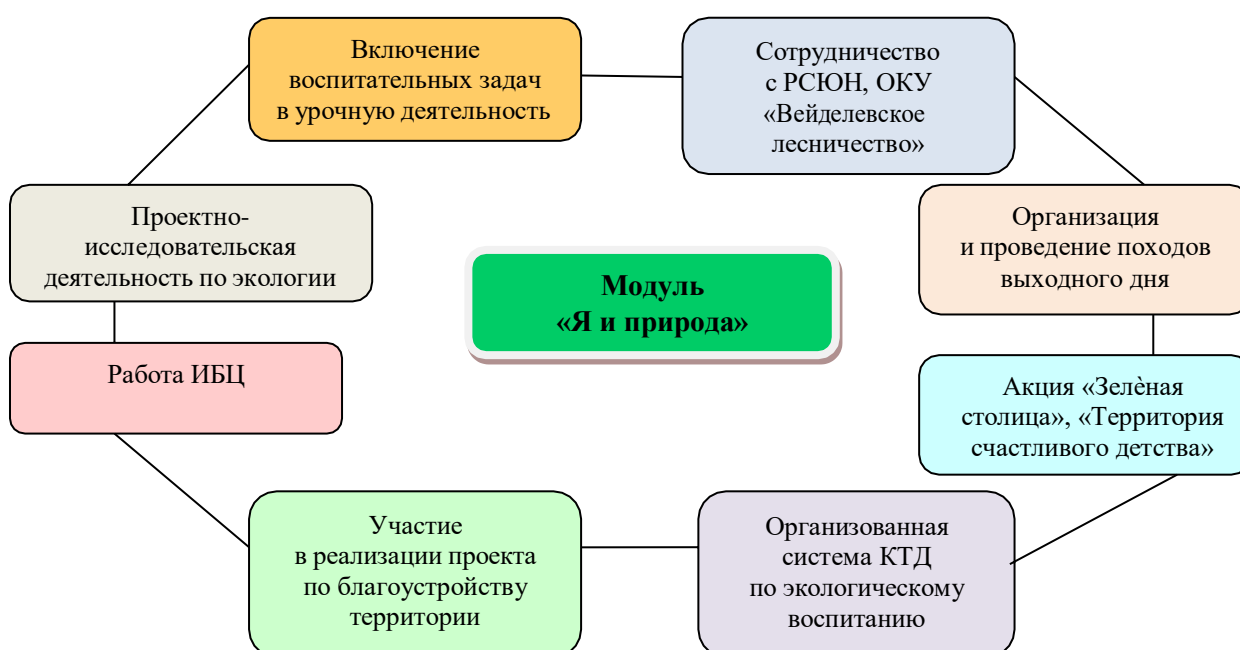 Включение
воспитательных задач
в урочную деятельность
Сотрудничество
с РСЮН, ОКУ
«Вейделевское
лесничество»
Проектно-
исследовательская
деятельность по экологии
Организация
и проведение походов
выходного дня
Модуль
«Я и природа»
Работа ИБЦ
Акция «Зелѐная
столица», «Территория
счастливого детства»
Участие
в реализации проекта
по благоустройству
территории
Организованная
система КТД
по экологическому
воспитанию